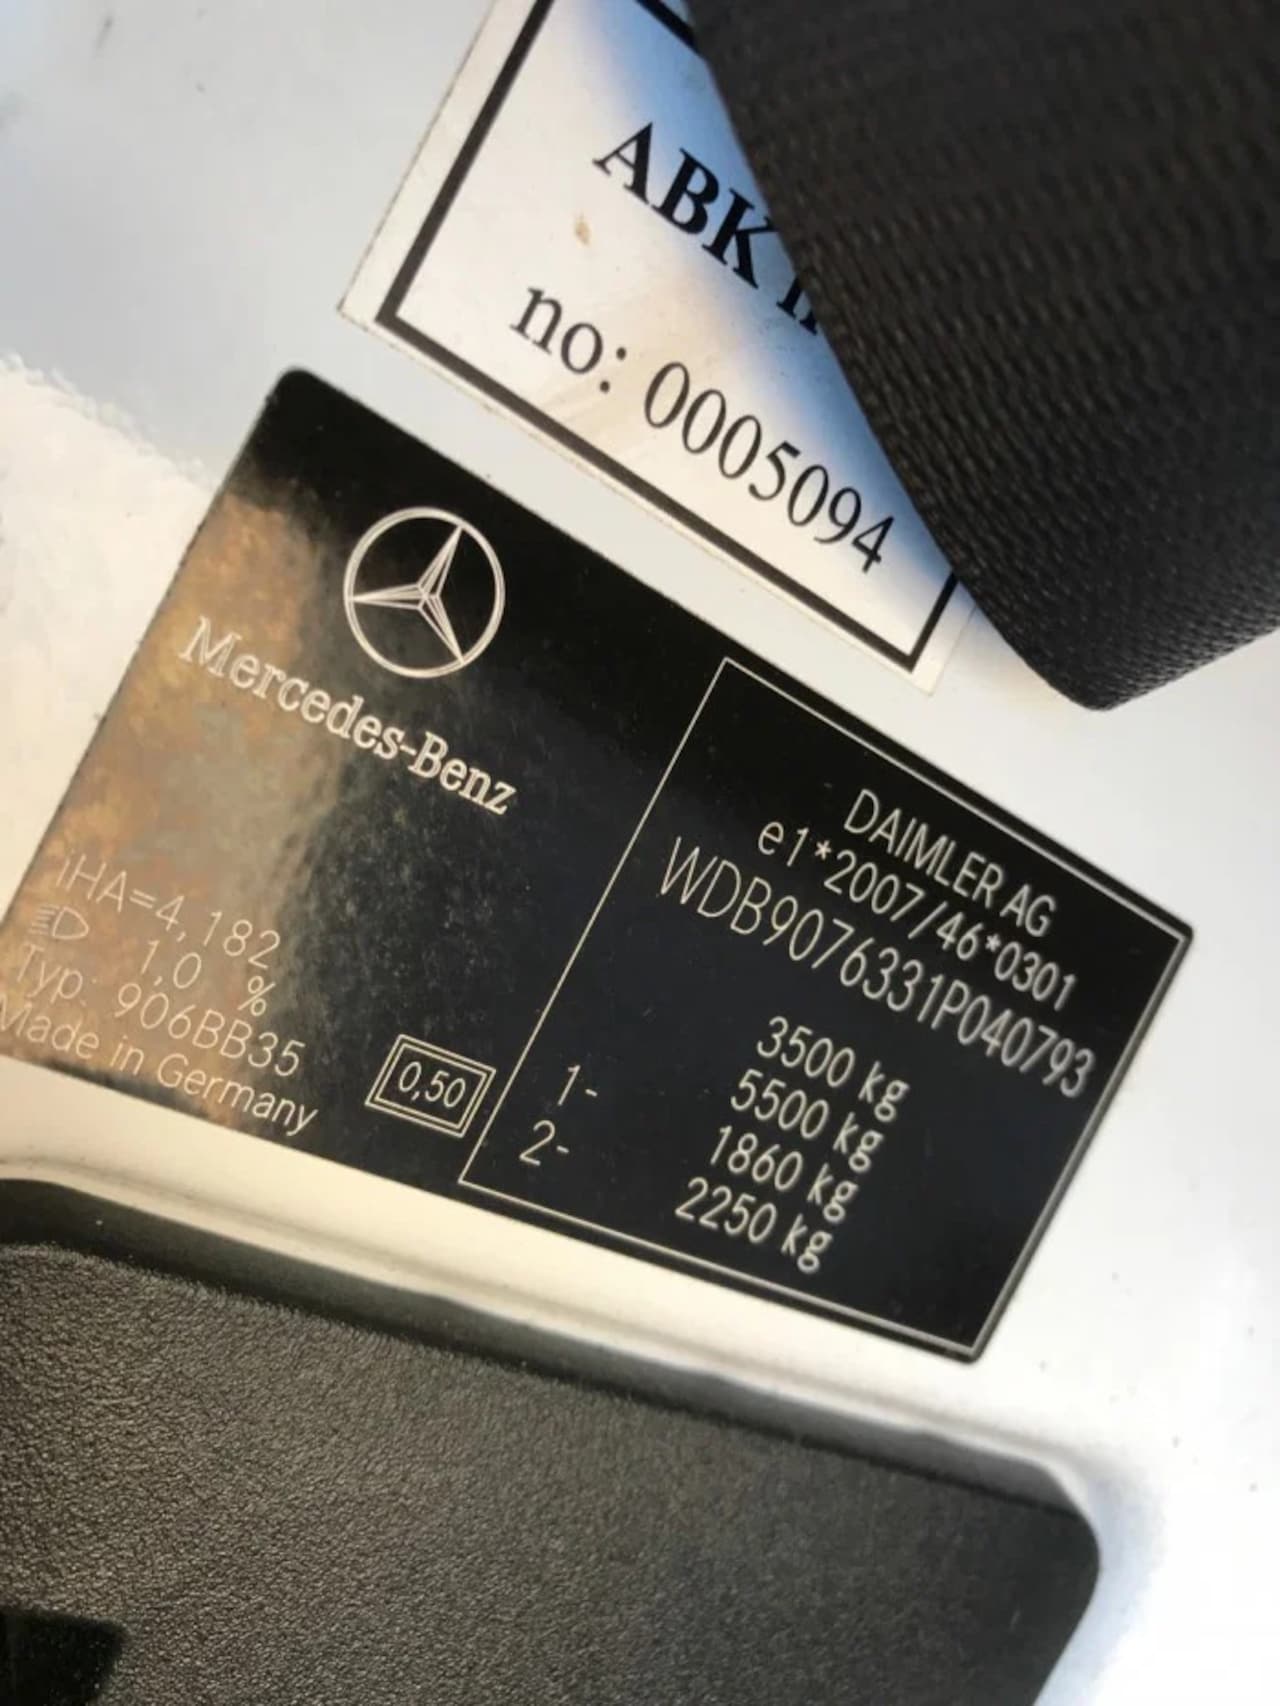 ABK
no: 0005094
Mercedes-Benz
iHA=4,182
1,0 %
Typ: 906BB35
Made in Germany
0,50
DAIMLER AG
e1*2007/46*0301
WDB9076331P040793
3500 kg
5500 kg
1- 1860 kg
2- 2250 kg